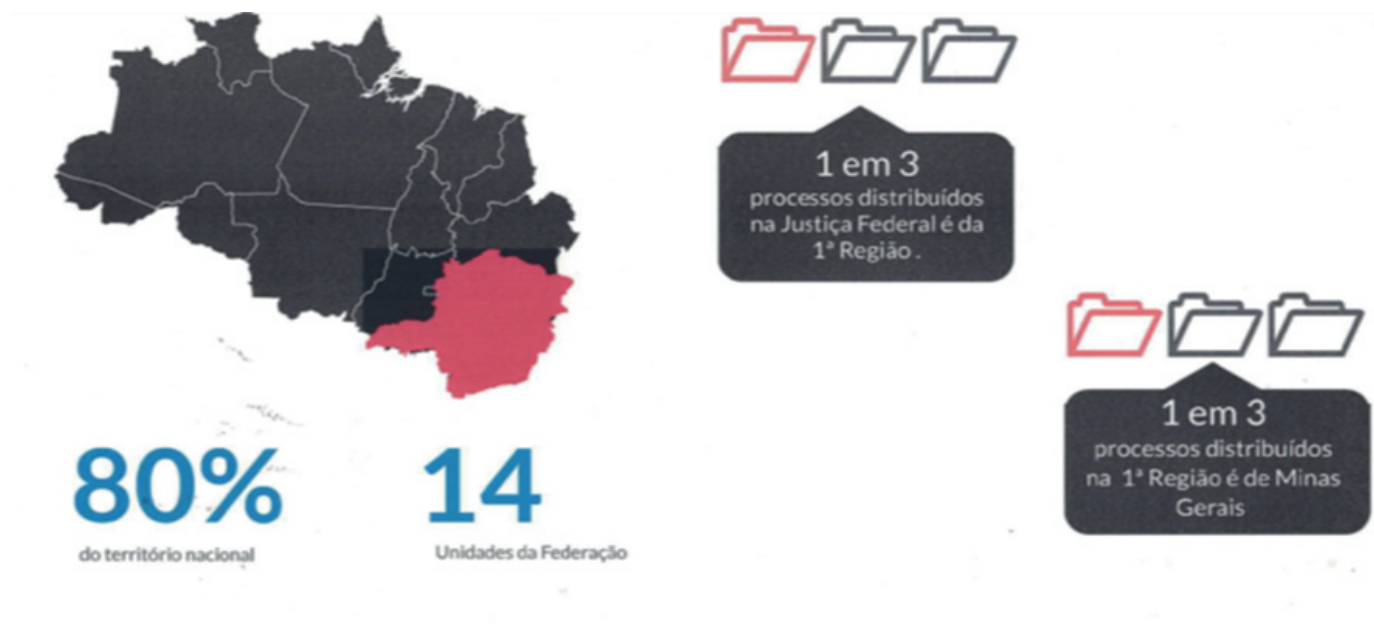 1 em 3
processos distribuídos
na Justiça Federal é da
1ª Região .
1 em 3
processos distribuídos
na 1ª Região é de Minas
Gerais
80%
do território nacional
14
Unidades da Federação